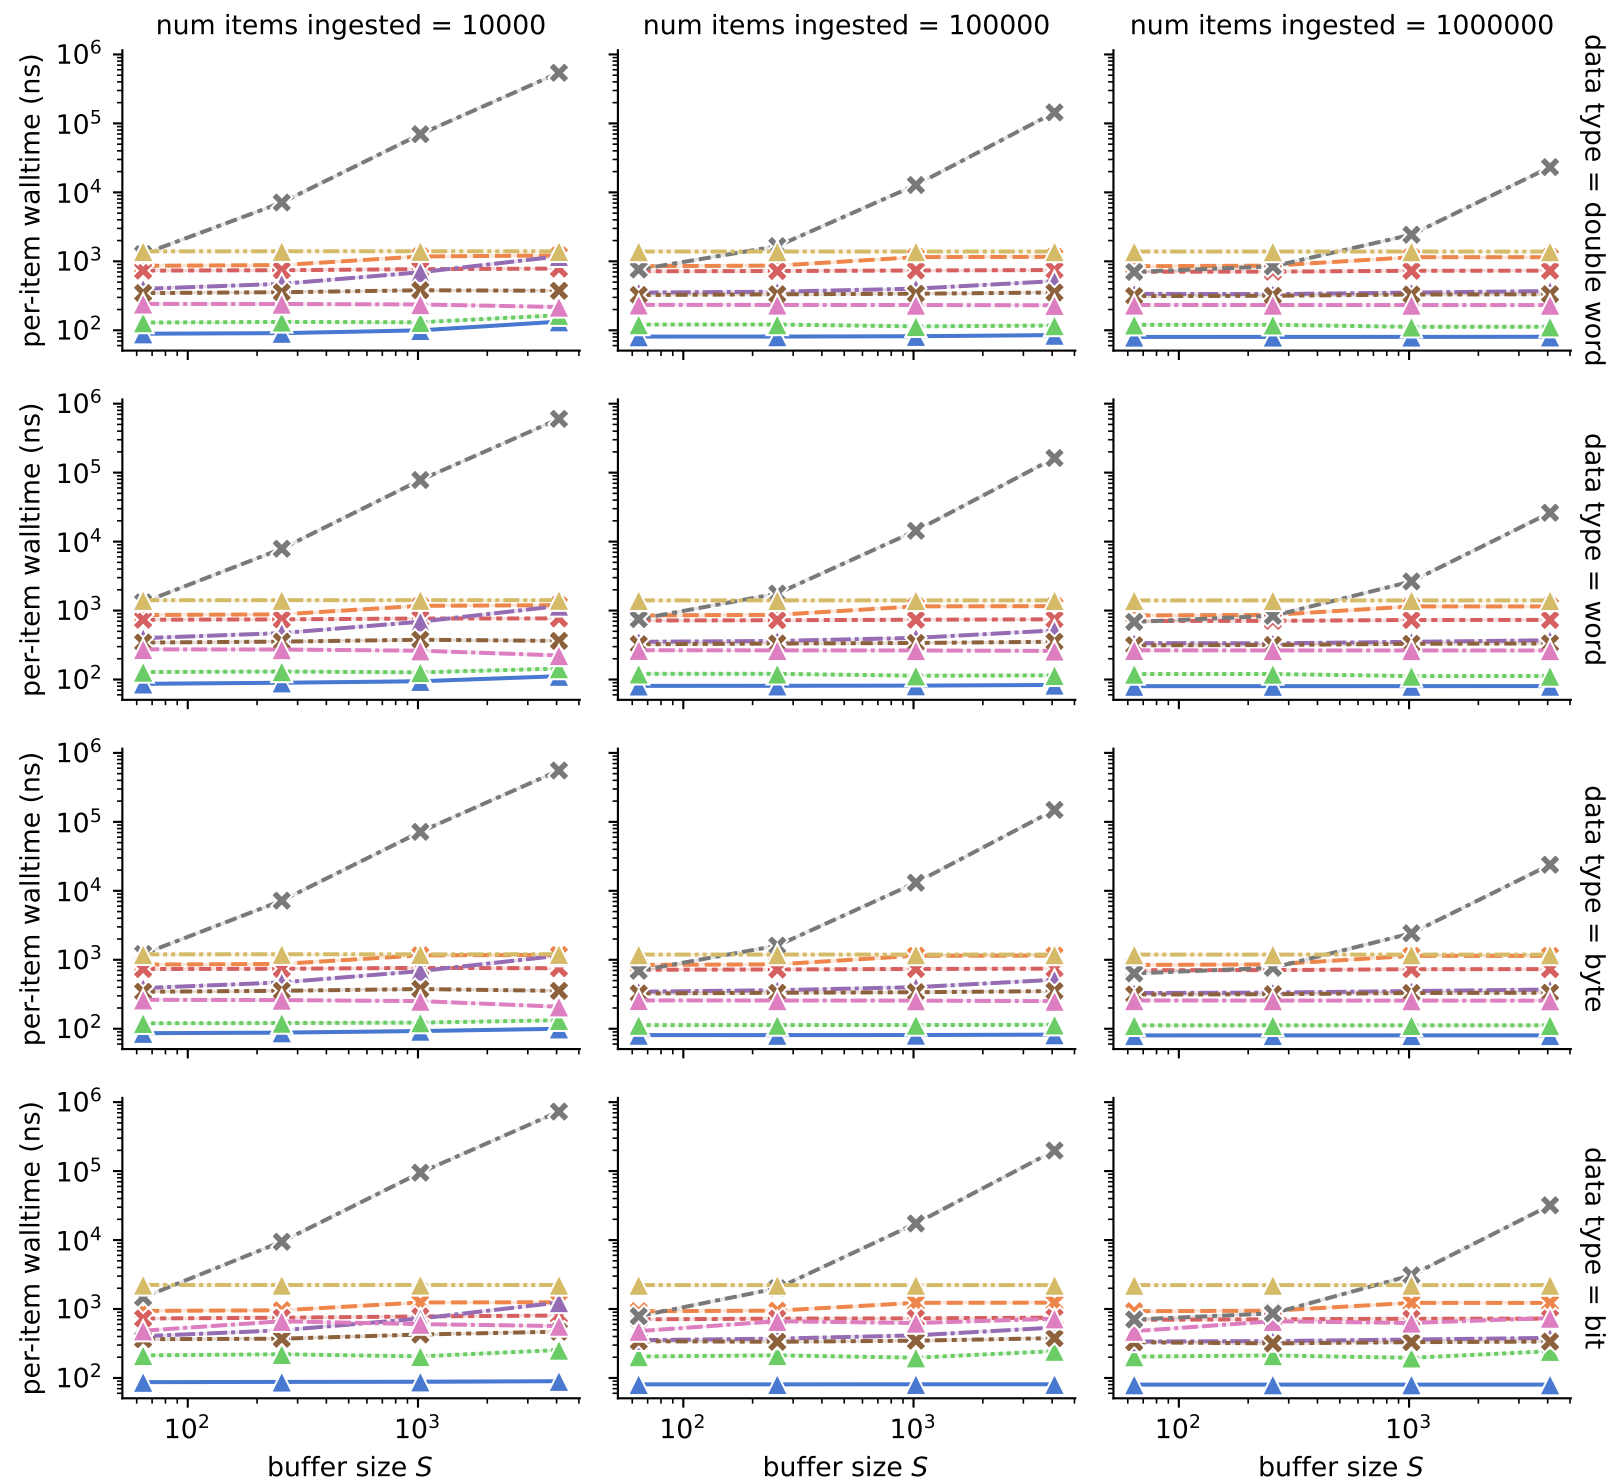 num items ingested = 10000
num items ingested = 100000
num items ingested = 1000000
per-item walltime (ns)
10^6
10^5
10^4
10^3
10^2
data type = double word
per-item walltime (ns)
10^6
10^5
10^4
10^3
10^2
data type = word
per-item walltime (ns)
10^6
10^5
10^4
10^3
10^2
data type = byte
per-item walltime (ns)
10^6
10^5
10^4
10^3
10^2
data type = bit
10^2 10^3
10^2 10^3
10^2 10^3
buffer size S
buffer size S
buffer size S